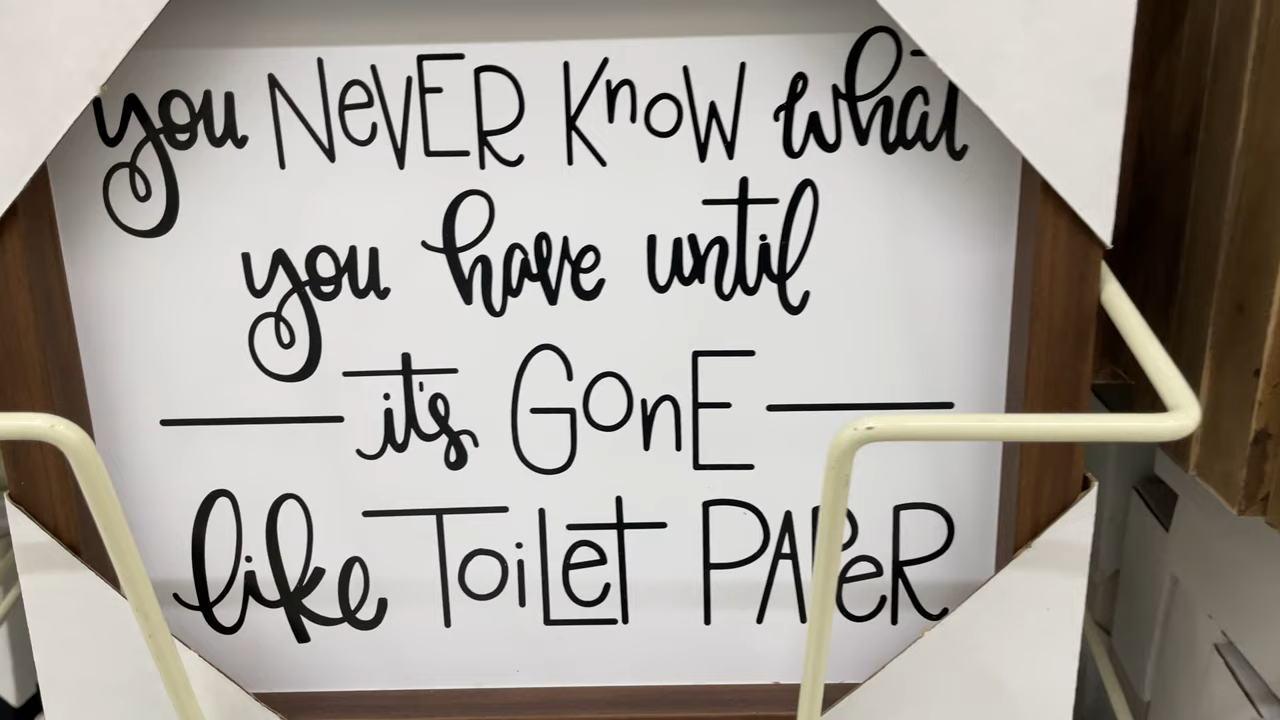 you NeVER KnoW what
you have until
it's GonE
like ToiLeT PAPeR